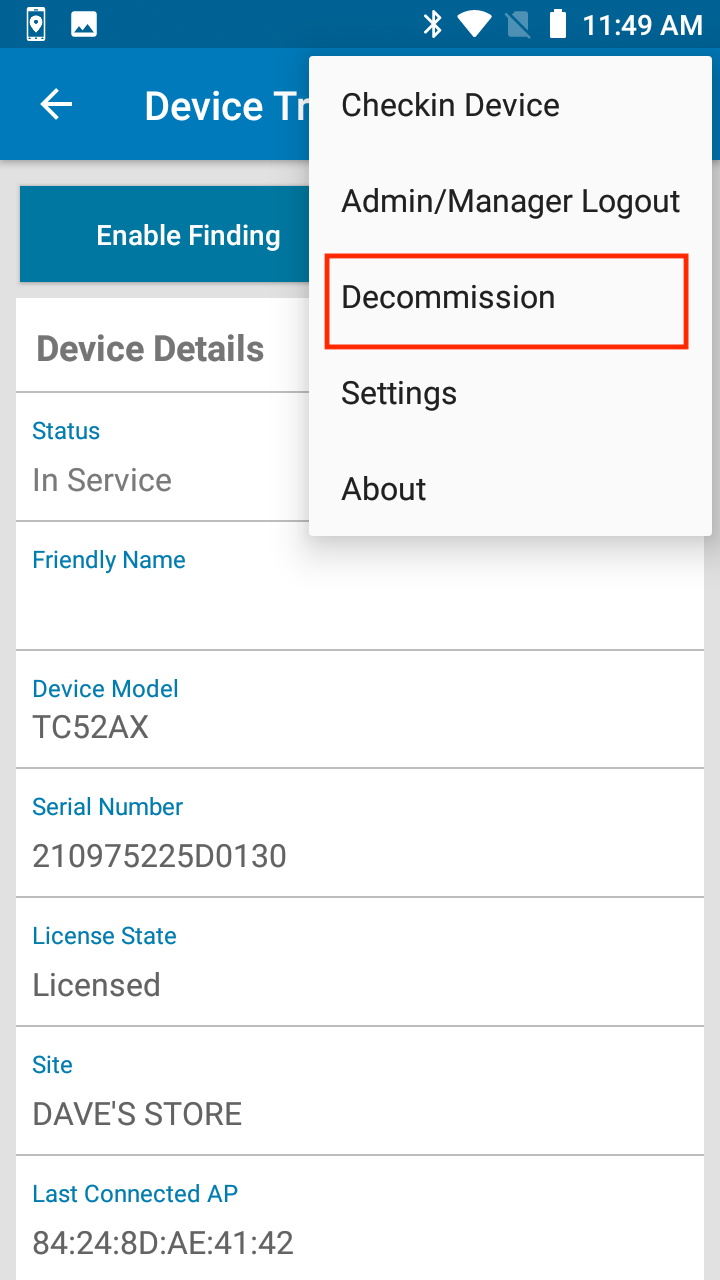 11:49 AM
Device Tr
Checkin Device
Admin/Manager Logout
Decommission
Settings
About
Enable Finding
Device Details
Status
In Service
Friendly Name
Device Model
TC52AX
Serial Number
210975225D0130
License State
Licensed
Site
DAVE'S STORE
Last Connected AP
84:24:8D:AE:41:42